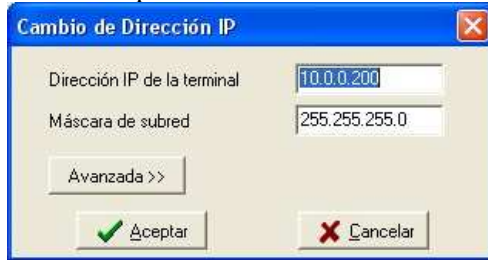 Cambio de Dirección IP
Dirección IP de la terminal 10.0.0.200
Máscara de subred 255.255.255.0
Avanzada >>
Aceptar Cancelar